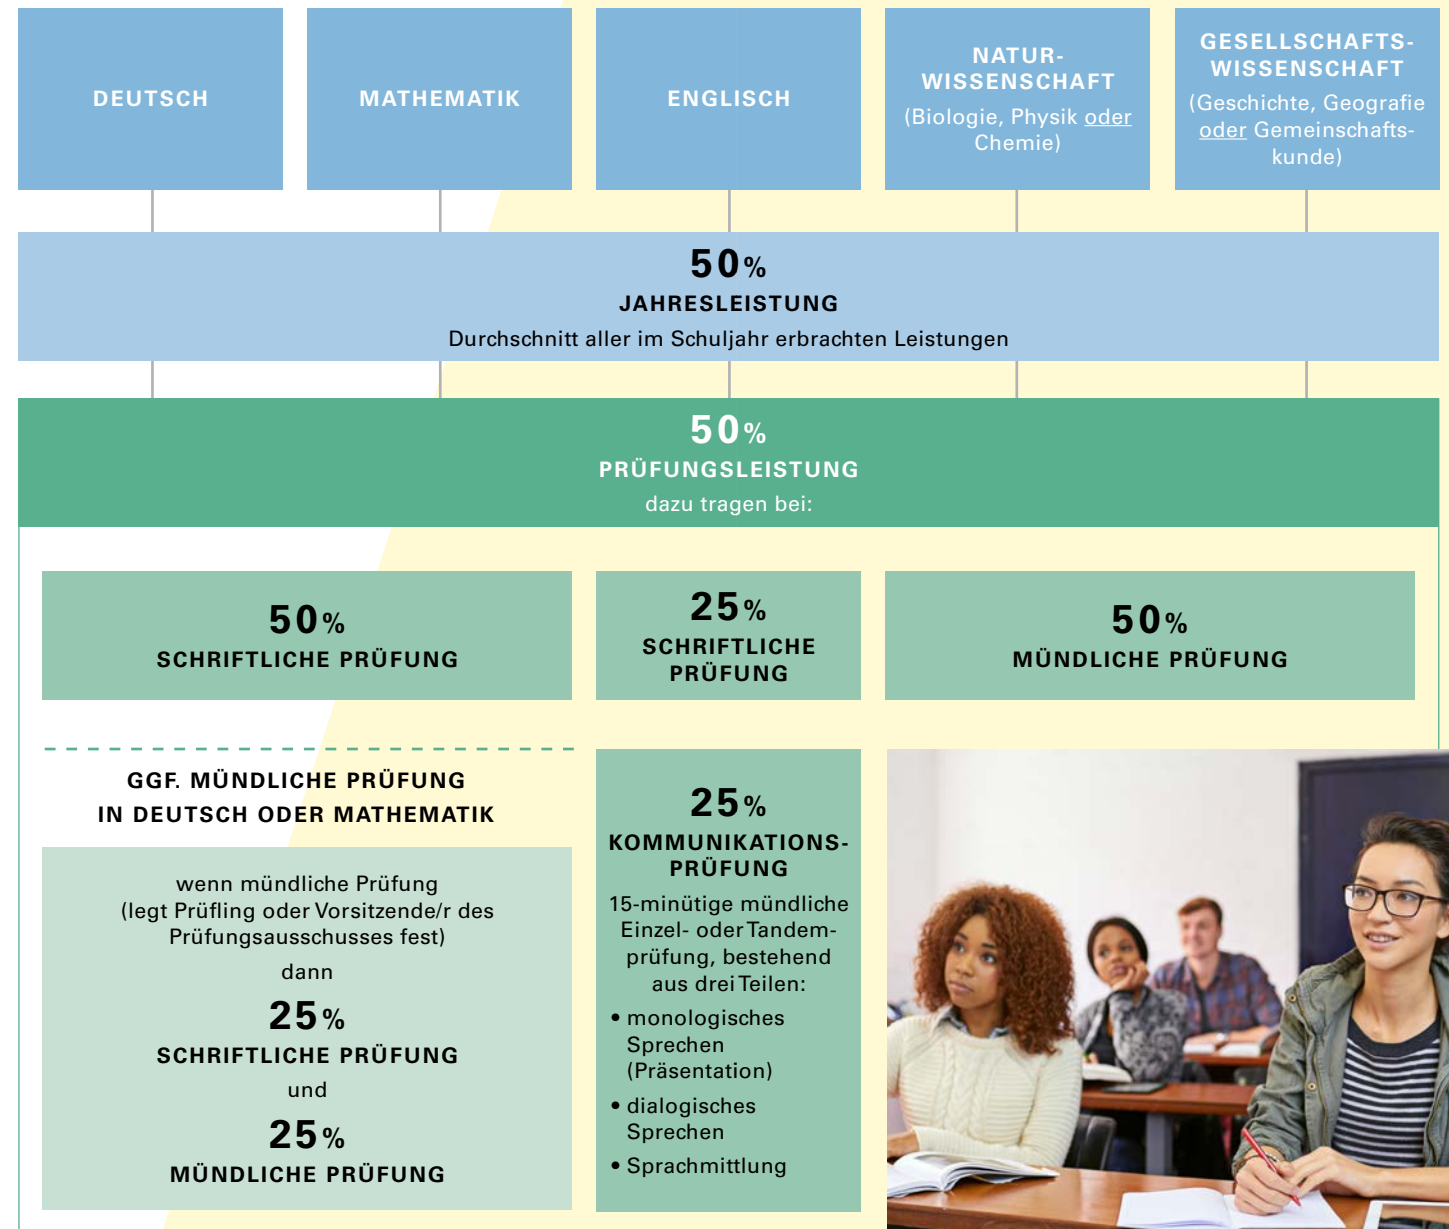 DEUTSCH
MATHEMATIK
ENGLISCH
NATUR-
WISSENSCHAFT
(Biologie, Physik oder
Chemie)
GESELLSCHAFTS-
WISSENSCHAFT
(Geschichte, Geografie
oder Gemeinschafts-
kunde)
50%
JAHRESLEISTUNG
Durchschnitt aller im Schuljahr erbrachten Leistungen
50%
PRÜFUNGSLEISTUNG
dazu tragen bei:
50%
SCHRIFTLICHE PRÜFUNG
25%
SCHRIFTLICHE
PRÜFUNG
50%
MÜNDLICHE PRÜFUNG
GGF. MÜNDLICHE PRÜFUNG
IN DEUTSCH ODER MATHEMATIK
wenn mündliche Prüfung
(legt Prüfling oder Vorsitzende/r des
Prüfungsausschusses fest)
dann
25%
SCHRIFTLICHE PRÜFUNG
und
25%
MÜNDLICHE PRÜFUNG
25%
KOMMUNIKATIONS-
PRÜFUNG
15-minütige mündliche
Einzel- oder Tandem-
prüfung, bestehend
aus drei Teilen:
• monologisches
Sprechen
(Präsentation)
• dialogisches
Sprechen
• Sprachmittlung